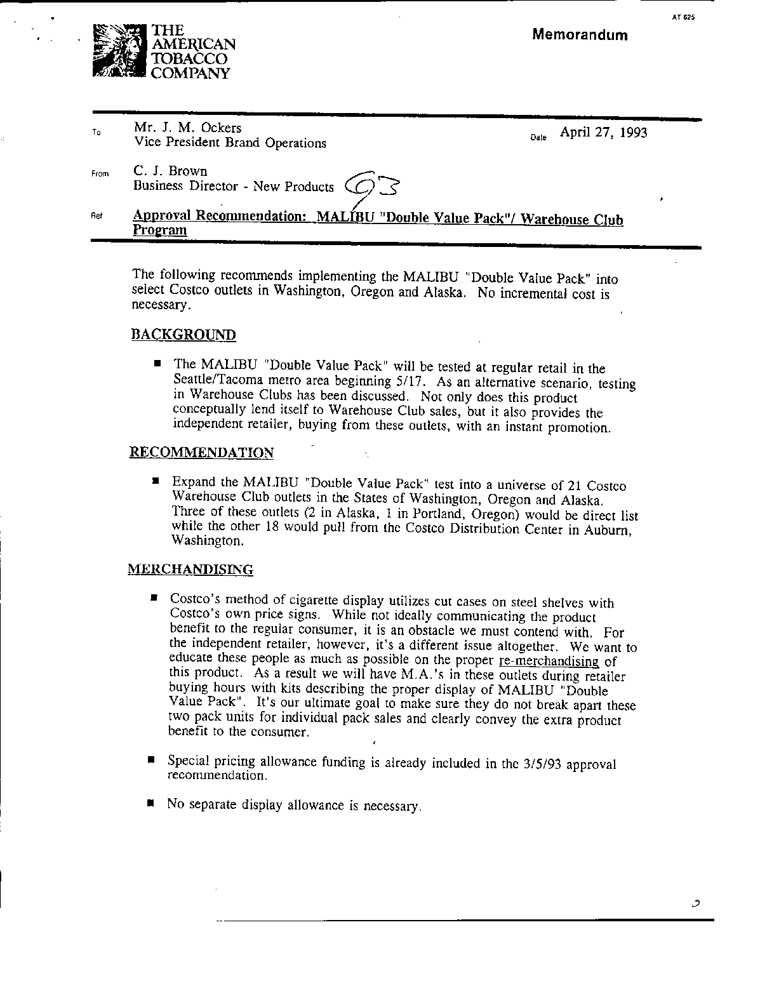 AT 625
THE
AMERICAN
TOBACCO
COMPANY
Memorandum
To Mr. J. M. Ockers
Vice President Brand Operations
Date April 27, 1993
From C. J. Brown
Business Director - New Products
Ref Approval Recommendation: MALIBU "Double Value Pack"/ Warehouse Club
Program
The following recommends implementing the MALIBU "Double Value Pack" into
select Costco outlets in Washington, Oregon and Alaska. No incremental cost is
necessary.
BACKGROUND
■ The MALIBU "Double Value Pack" will be tested at regular retail in the
Seattle/Tacoma metro area beginning 5/17. As an alternative scenario, testing
in Warehouse Clubs has been discussed. Not only does this product
conceptually lend itself to Warehouse Club sales, but it also provides the
independent retailer, buying from these outlets, with an instant promotion.
RECOMMENDATION
■ Expand the MALIBU "Double Value Pack" test into a universe of 21 Costco
Warehouse Club outlets in the States of Washington, Oregon and Alaska.
Three of these outlets (2 in Alaska, 1 in Portland, Oregon) would be direct list
while the other 18 would pull from the Costco Distribution Center in Auburn,
Washington.
MERCHANDISING
■ Costco's method of cigarette display utilizes cut cases on steel shelves with
Costco's own price signs. While not ideally communicating the product
benefit to the regular consumer, it is an obstacle we must contend with. For
the independent retailer, however, it's a different issue altogether. We want to
educate these people as much as possible on the proper re-merchandising of
this product. As a result we will have M.A.'s in these outlets during retailer
buying hours with kits describing the proper display of MALIBU "Double
Value Pack". It's our ultimate goal to make sure they do not break apart these
two pack units for individual pack sales and clearly convey the extra product
benefit to the consumer.
■ Special pricing allowance funding is already included in the 3/5/93 approval
recommendation.
■ No separate display allowance is necessary.